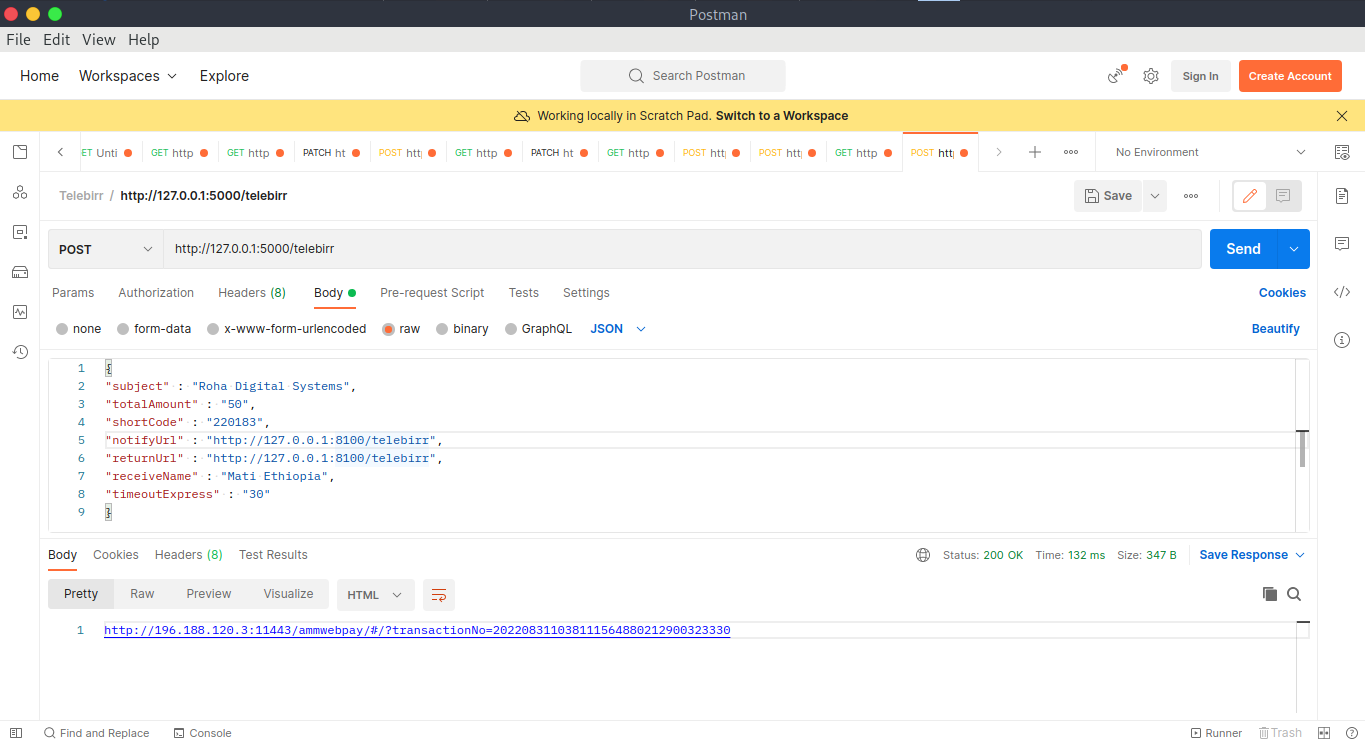 Postman
File Edit View Help
Home Workspaces Explore Search Postman Sign In Create Account
Working locally in Scratch Pad. Switch to a Workspace
ET Unti GET http GET http PATCH ht POST htt GET http PATCH ht GET http POST htt POST htt GET http POST htt No Environment
Telebirr / http://127.0.0.1:5000/telebirr Save
POST http://127.0.0.1:5000/telebirr Send
Params Authorization Headers (8) Body Pre-request Script Tests Settings Cookies
none form-data x-www-form-urlencoded raw binary GraphQL JSON Beautify
1 {
2 "subject" : "Roha Digital Systems",
3 "totalAmount" : "50",
4 "shortCode" : "220183",
5 "notifyUrl" : "http://127.0.0.1:8100/telebirr",
6 "returnUrl" : "http://127.0.0.1:8100/telebirr",
7 "receiveName" : "Mati Ethiopia",
8 "timeoutExpress" : "30"
9 }
Body Cookies Headers (8) Test Results Status: 200 OK Time: 132 ms Size: 347 B Save Response
Pretty Raw Preview Visualize HTML
1 http://196.188.120.3:11443/ammwebpay/#/?transactionNo=202208311038111564880212900323330
Find and Replace Console Runner Trash